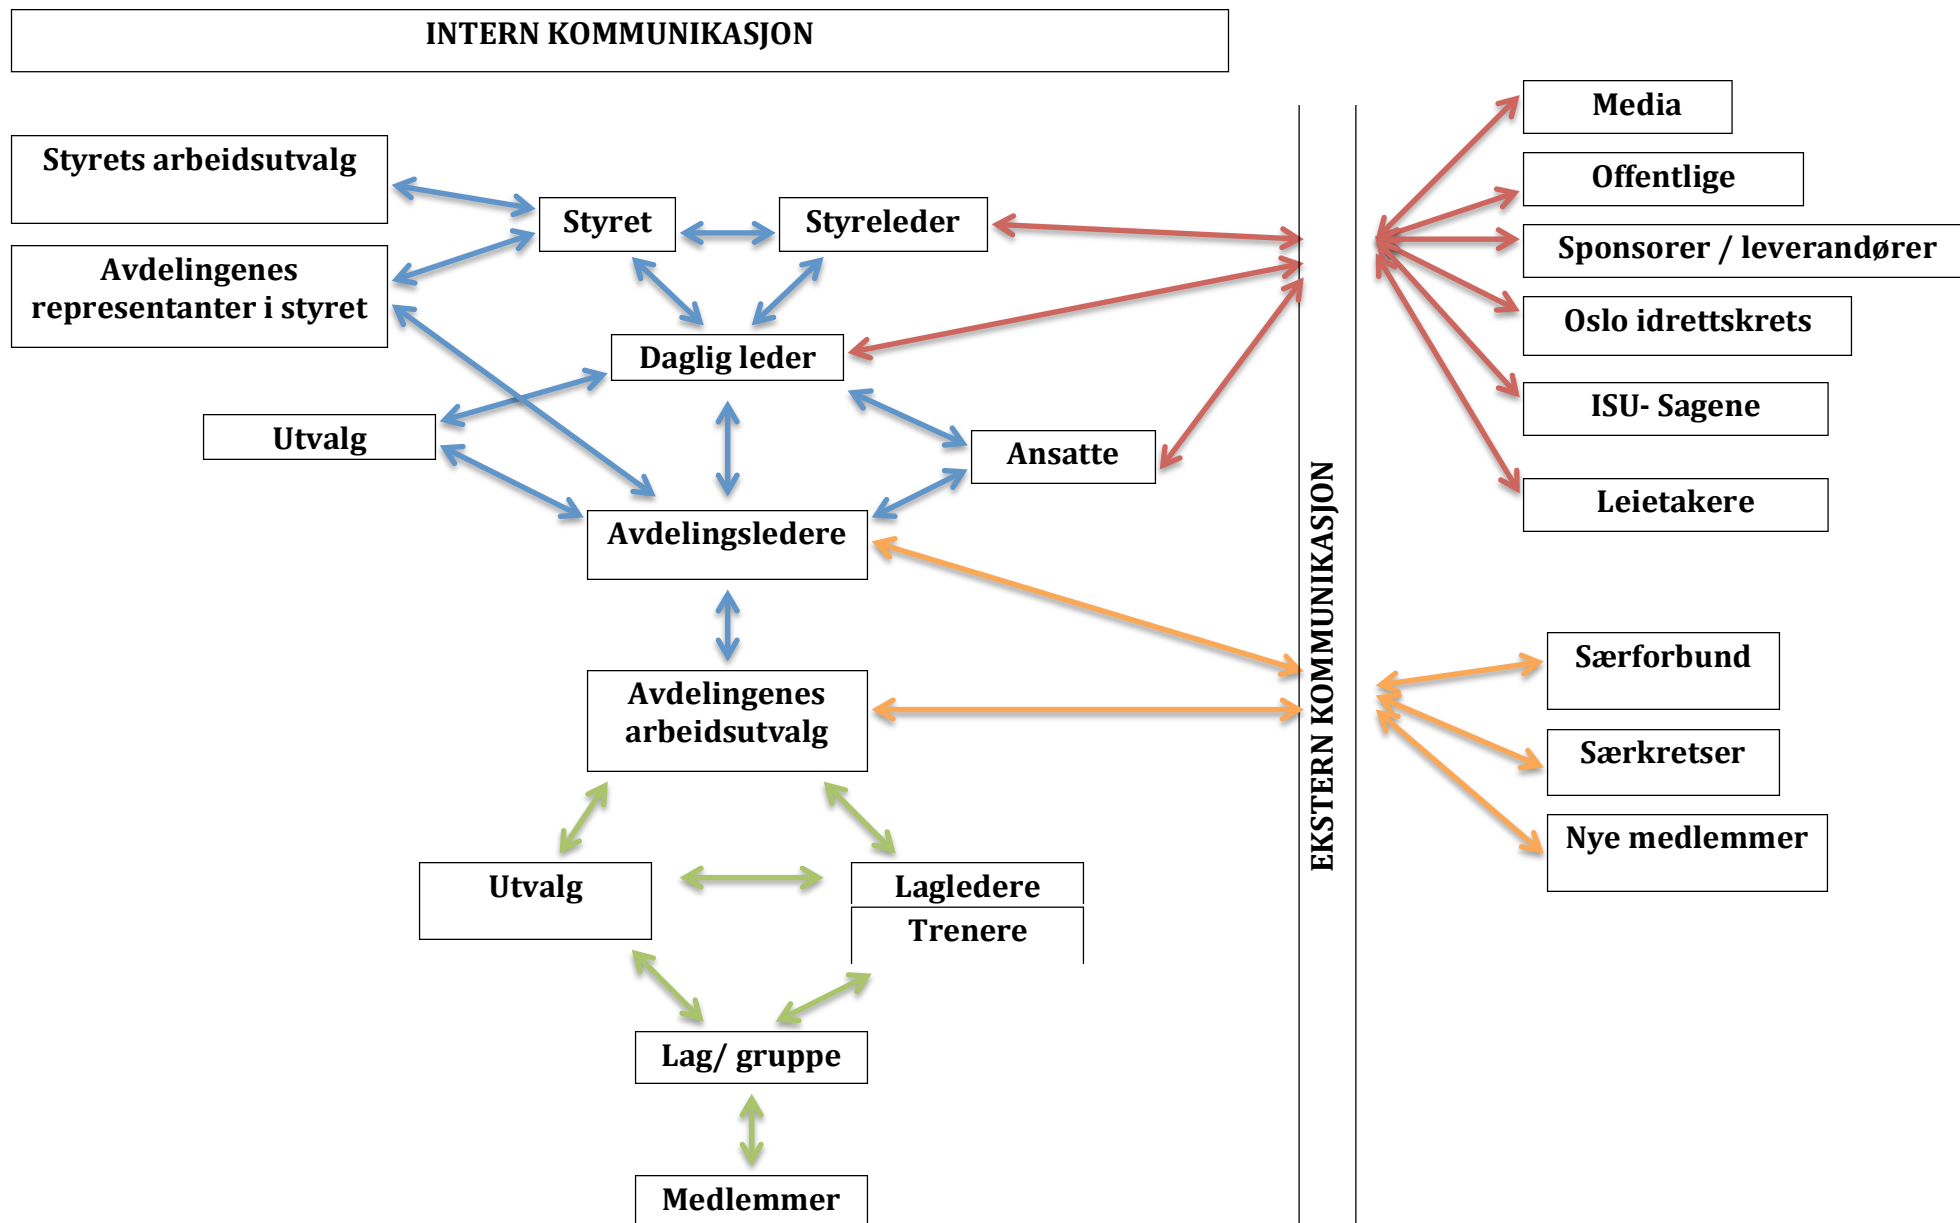 INTERN KOMMUNIKASJON
Styrets arbeidsutvalg
Styret
Styreleder
Avdelingenes
representanter i styret
Daglig leder
Utvalg
Ansatte
Avdelingsledere
Avdelingenes
arbeidsutvalg
Utvalg
Lagledere
Trenere
Lag/ gruppe
Medlemmer
EKSTERN KOMMUNIKASJON
Media
Offentlige
Sponsorer / leverandører
Oslo idrettskrets
ISU- Sagene
Leietakere
Særforbund
Særkretser
Nye medlemmer